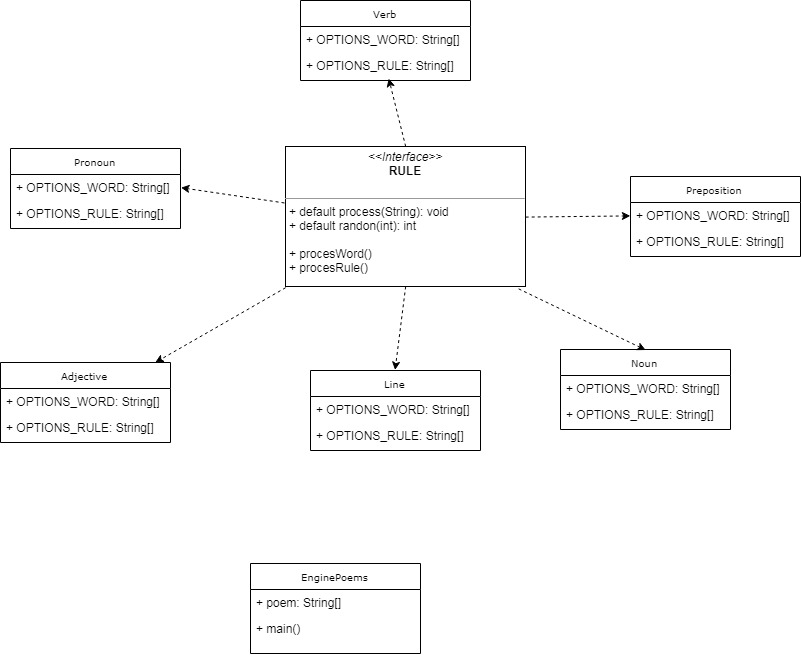 Verb
+ OPTIONS_WORD: String[]
+ OPTIONS_RULE: String[]
Pronoun
+ OPTIONS_WORD: String[]
+ OPTIONS_RULE: String[]
<<Interface>>
RULE
+ default process(String): void
+ default randon(int): int
+ procesWord()
+ procesRule()
Preposition
+ OPTIONS_WORD: String[]
+ OPTIONS_RULE: String[]
Adjective
+ OPTIONS_WORD: String[]
+ OPTIONS_RULE: String[]
Line
+ OPTIONS_WORD: String[]
+ OPTIONS_RULE: String[]
Noun
+ OPTIONS_WORD: String[]
+ OPTIONS_RULE: String[]
EnginePoems
+ poem: String[]
+ main()